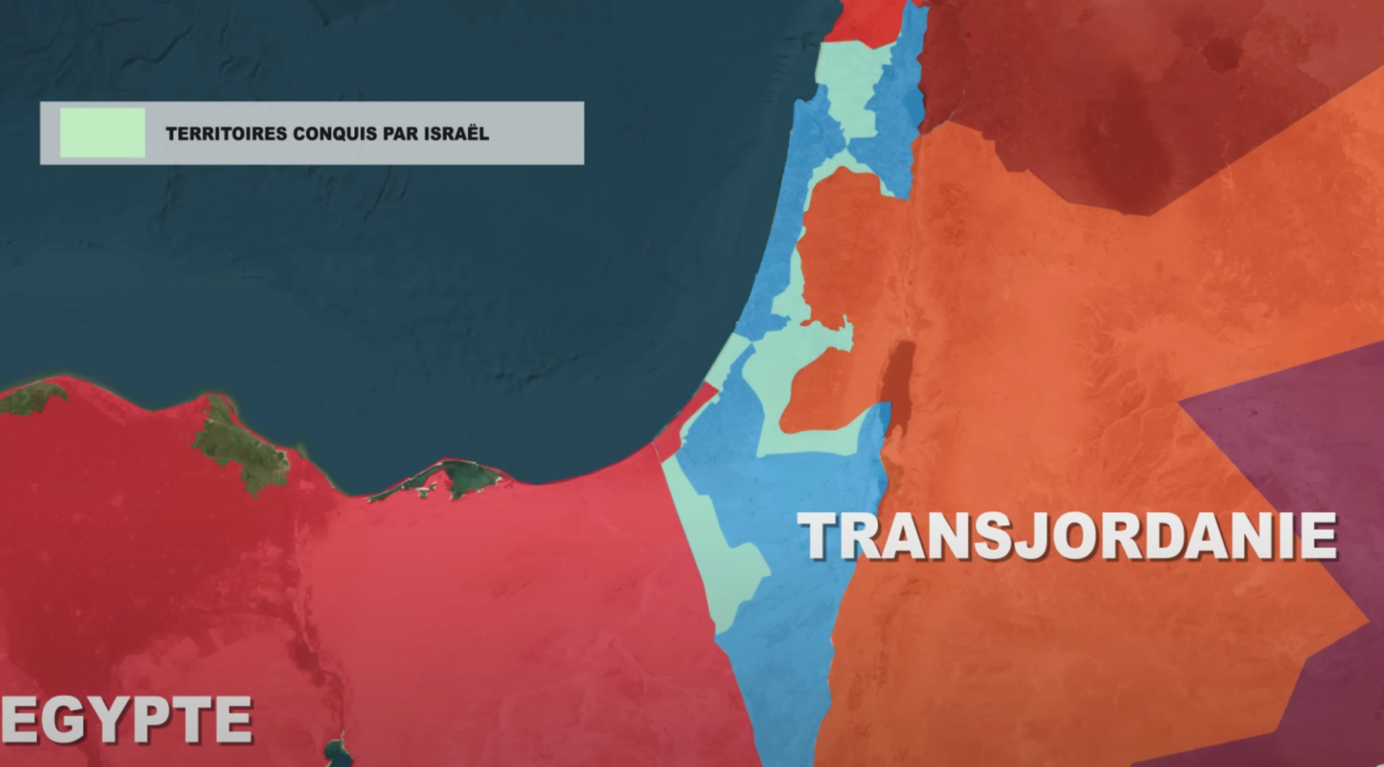 TERRITOIRES CONQUIS PAR ISRAËL
TRANSJORDANIE
EGYPTE